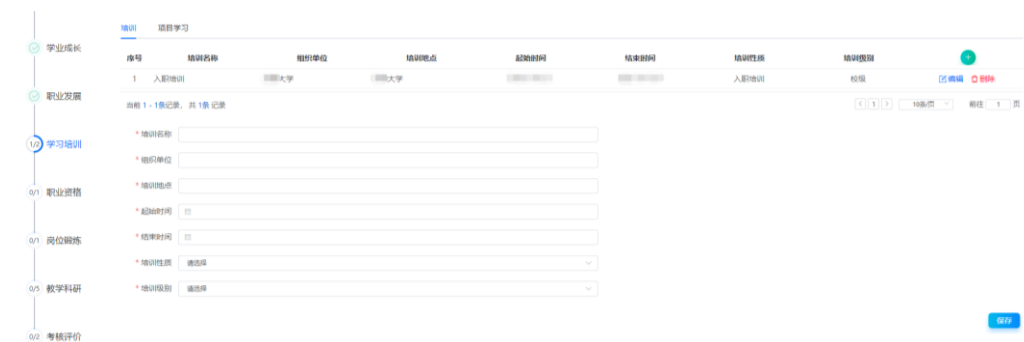 培训 项目学习
学业成长
序号 培训名称 组织单位 培训地点 起始时间 结束时间 培训性质 培训级别
1 入职培训 大学 大学 入职培训 校级 编辑 删除
职业发展
当前 1 - 1条记录，共 1条 记录 1 10条/页 前往 1 页
* 培训名称
1/2 学习培训
* 组织单位
* 培训地点
0/1 职业资格
* 起始时间
* 结束时间
0/1 岗位锻炼
* 培训性质 请选择
* 培训级别 请选择
0/5 教学科研
保存
0/2 考核评价